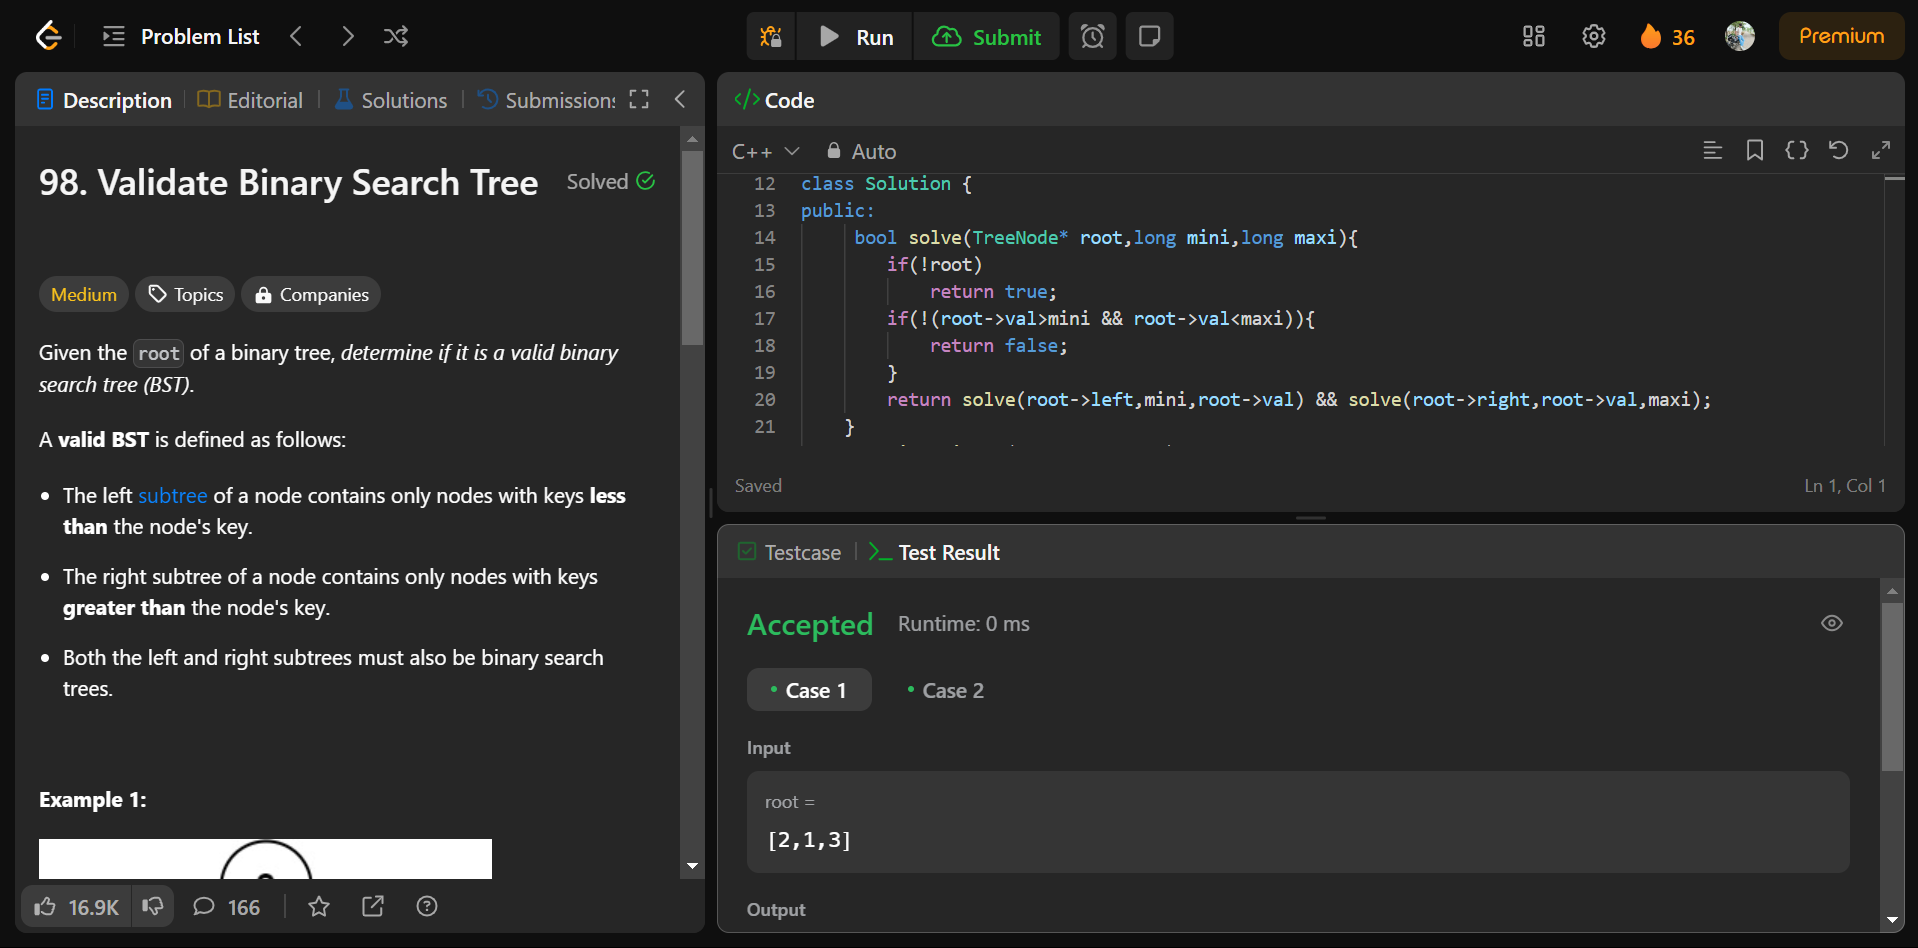 Problem List
Run
Submit
36
Premium
Description
Editorial
Solutions
Submissions
98. Validate Binary Search Tree
Solved
Medium
Topics
Companies
Given the root of a binary tree, determine if it is a valid binary
search tree (BST).
A valid BST is defined as follows:
• The left subtree of a node contains only nodes with keys less
than the node's key.
• The right subtree of a node contains only nodes with keys
greater than the node's key.
• Both the left and right subtrees must also be binary search
trees.
Example 1:
16.9K
166
</> Code
C++
Auto
12 class Solution {
13 public:
14 bool solve(TreeNode* root,long mini,long maxi){
15 if(!root)
16 return true;
17 if(!(root->val>mini && root->val<maxi)){
18 return false;
19 }
20 return solve(root->left,mini,root->val) && solve(root->right,root->val,maxi);
21 }
Saved
Ln 1, Col 1
Testcase
>_ Test Result
Accepted
Runtime: 0 ms
• Case 1
• Case 2
Input
root =
[2,1,3]
Output